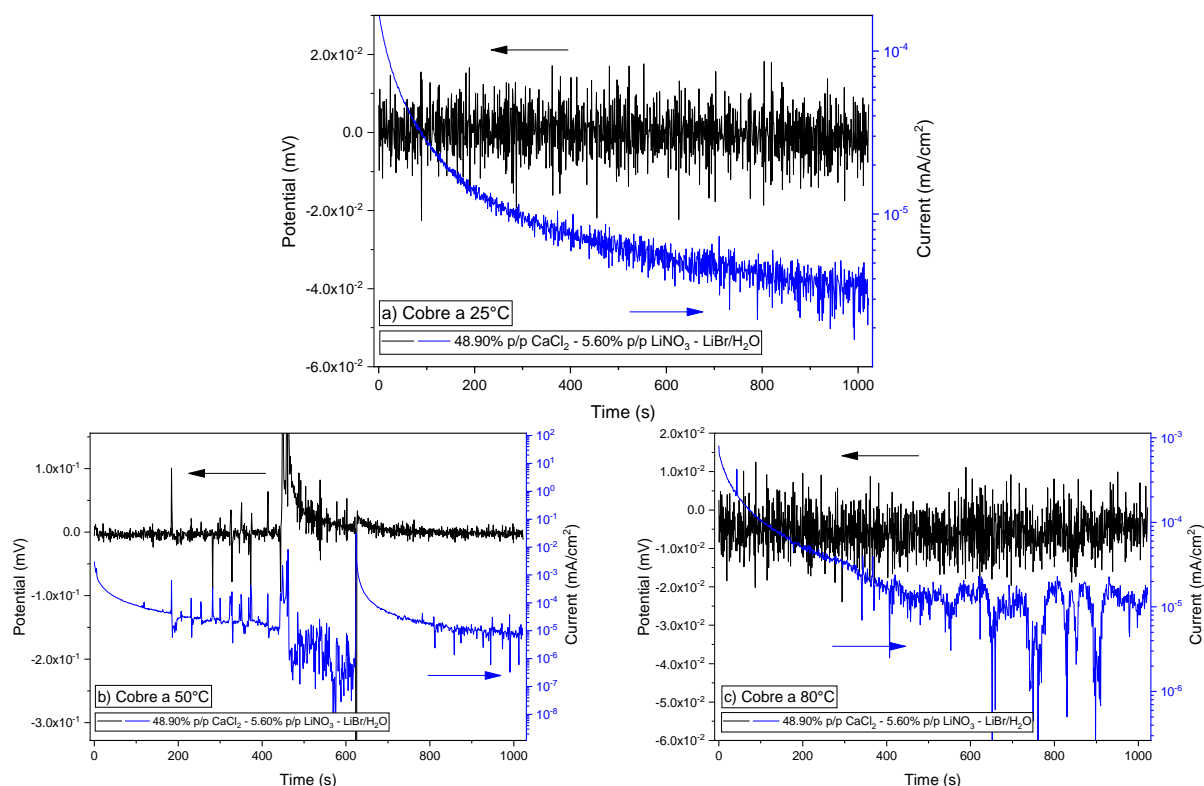 2.0x10⁻²
0.0
-2.0x10⁻²
-4.0x10⁻²
-6.0x10⁻²
Potential (mV)
10⁻⁴
10⁻⁵
Current (mA/cm²)
a) Cobre a 25°C
48.90% p/p CaCl₂ - 5.60% p/p LiNO₃ - LiBr/H₂O
0 200 400 600 800 1000
Time (s)
1.0x10⁻¹
0.0
-1.0x10⁻¹
-2.0x10⁻¹
-3.0x10⁻¹
Potential (mV)
10²
10¹
10⁰
10⁻¹
10⁻²
10⁻³
10⁻⁴
10⁻⁵
10⁻⁶
10⁻⁷
10⁻⁸
Current (mA/cm²)
b) Cobre a 50°C
48.90% p/p CaCl₂ - 5.60% p/p LiNO₃ - LiBr/H₂O
0 200 400 600 800 1000
Time (s)
2.0x10⁻²
1.0x10⁻²
0.0
-1.0x10⁻²
-2.0x10⁻²
-3.0x10⁻²
-4.0x10⁻²
-5.0x10⁻²
-6.0x10⁻²
Potential (mV)
10⁻³
10⁻⁴
10⁻⁵
10⁻⁶
Current (mA/cm²)
c) Cobre a 80°C
48.90% p/p CaCl₂ - 5.60% p/p LiNO₃ - LiBr/H₂O
0 200 400 600 800 1000
Time (s)